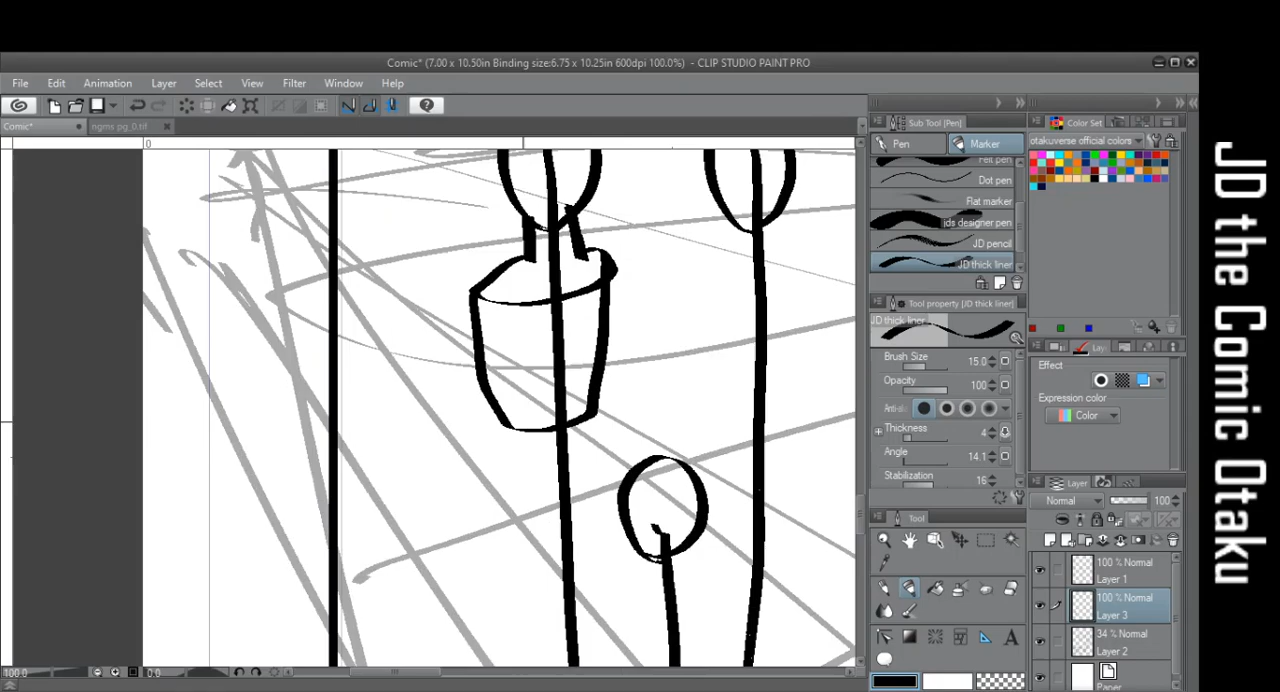 Comic* (7.00 x 10.50in Binding size:6.75 x 10.25in 600dpi 100.0%) - CLIP STUDIO PAINT PRO
File Edit Animation Layer Select View Filter Window Help
Comic* ngms pg_0.tif
0
Sub Tool [Pen]
Pen Marker
Felt pen
Dot pen
Flat marker
jds designer pen
JD pencil
JD thick liner
Tool property [JD thick liner]
JD thick liner
Brush Size 15.0
Opacity 100
Thickness 4
Angle 14.1
Stabilization 16
Tool
A
Color Set
otakuverse official colors
Effect
Expression color
Color
Layer
Normal 100
100 % Normal
Layer 1
100 % Normal
Layer 3
34 % Normal
Layer 2
Paper
100.0 0.0
JD the Comic Otaku